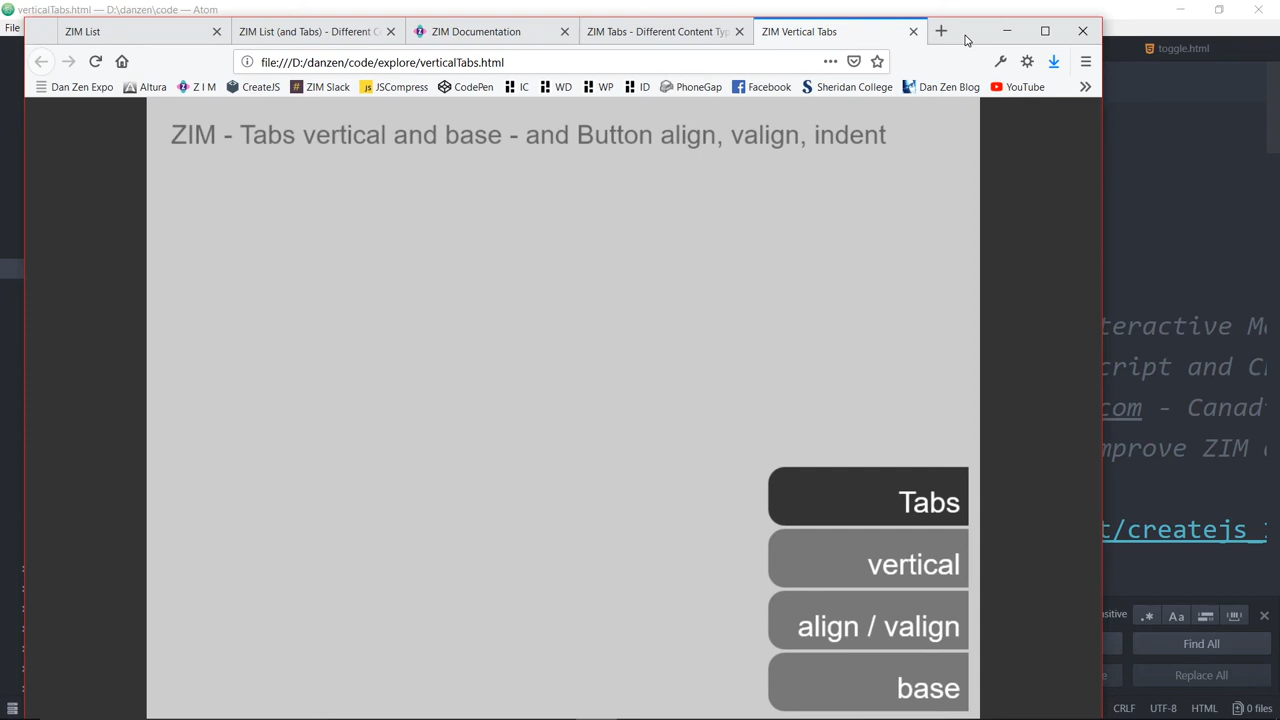 verticalTabs.html — D:\danzen\code — Atom
File
ZIM List
ZIM List (and Tabs) - Different C
ZIM Documentation
ZIM Tabs - Different Content Ty
ZIM Vertical Tabs
toggle.html
file:///D:/danzen/code/explore/verticalTabs.html
Dan Zen Expo
Altura
Z I M
CreateJS
ZIM Slack
JSCompress
CodePen
IC
WD
WP
ID
PhoneGap
Facebook
Sheridan College
Dan Zen Blog
YouTube
ZIM - Tabs vertical and base - and Button align, valign, indent
teractive Me
cript and C
com - Canad
mprove ZIM
t/createjs_
Tabs
vertical
align / valign
base
sitive
.*
Aa
Find All
Replace All
CRLF
UTF-8
HTML
0 files